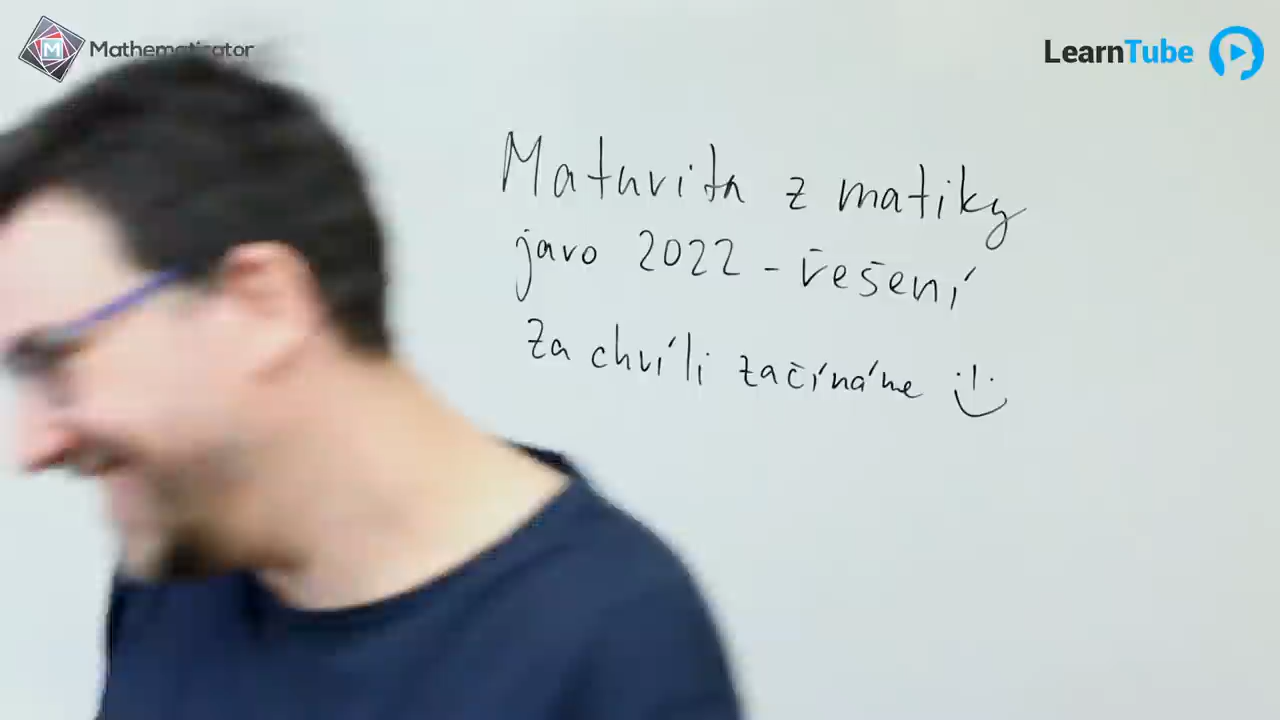 Mathematicator
LearnTube
Maturita z matiky
jaro 2022 - řešení
Za chvíli začínáme :)